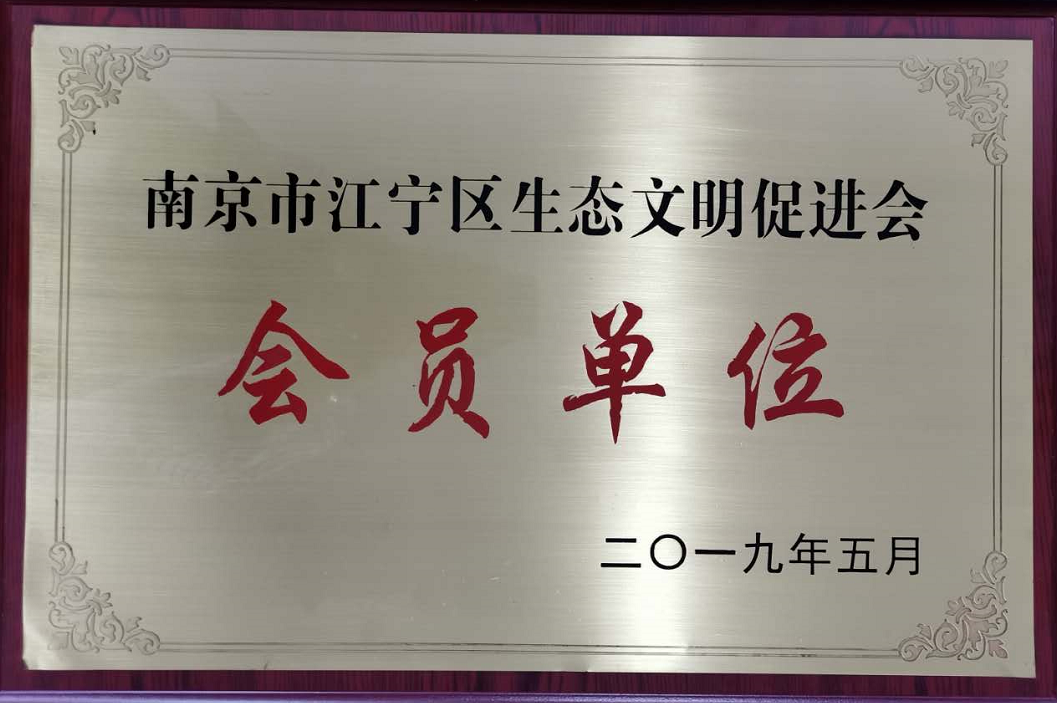 南京市江宁区生态文明促进会
会员单位
二〇一九年五月